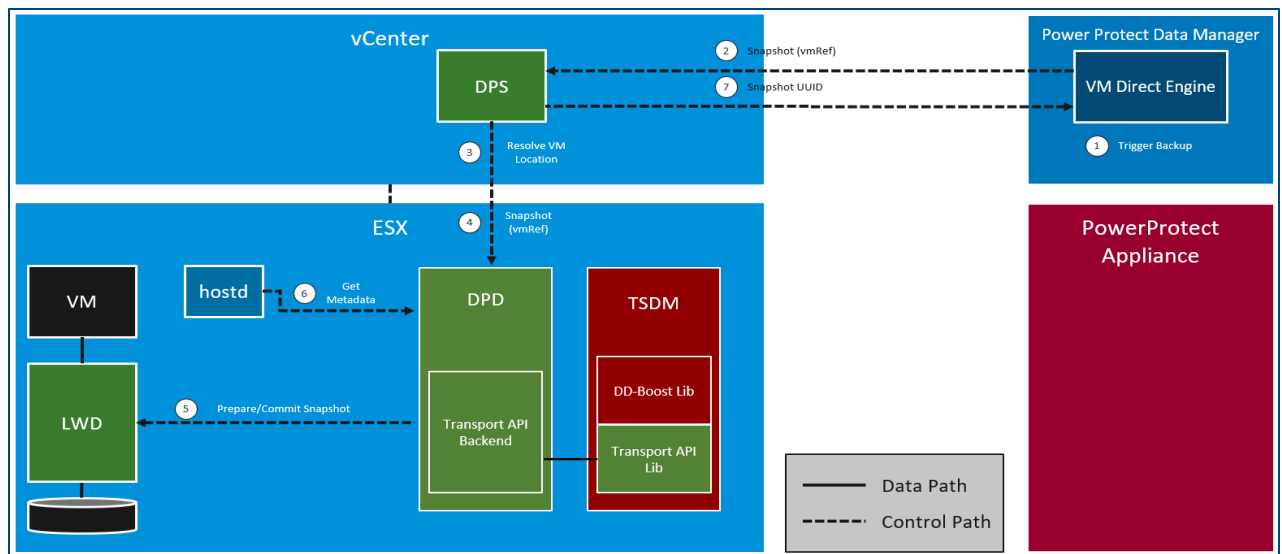 vCenter
DPS
2
Snapshot (vmRef)
7
Snapshot UUID
3
Resolve VM
Location
Power Protect Data Manager
VM Direct Engine
1
Trigger Backup
ESX
4
Snapshot
(vmRef)
VM
hostd
6
Get
Metadata
LWD
5
Prepare/Commit Snapshot
DPD
Transport API
Backend
TSDM
DD-Boost Lib
Transport API
Lib
PowerProtect
Appliance
Data Path
Control Path